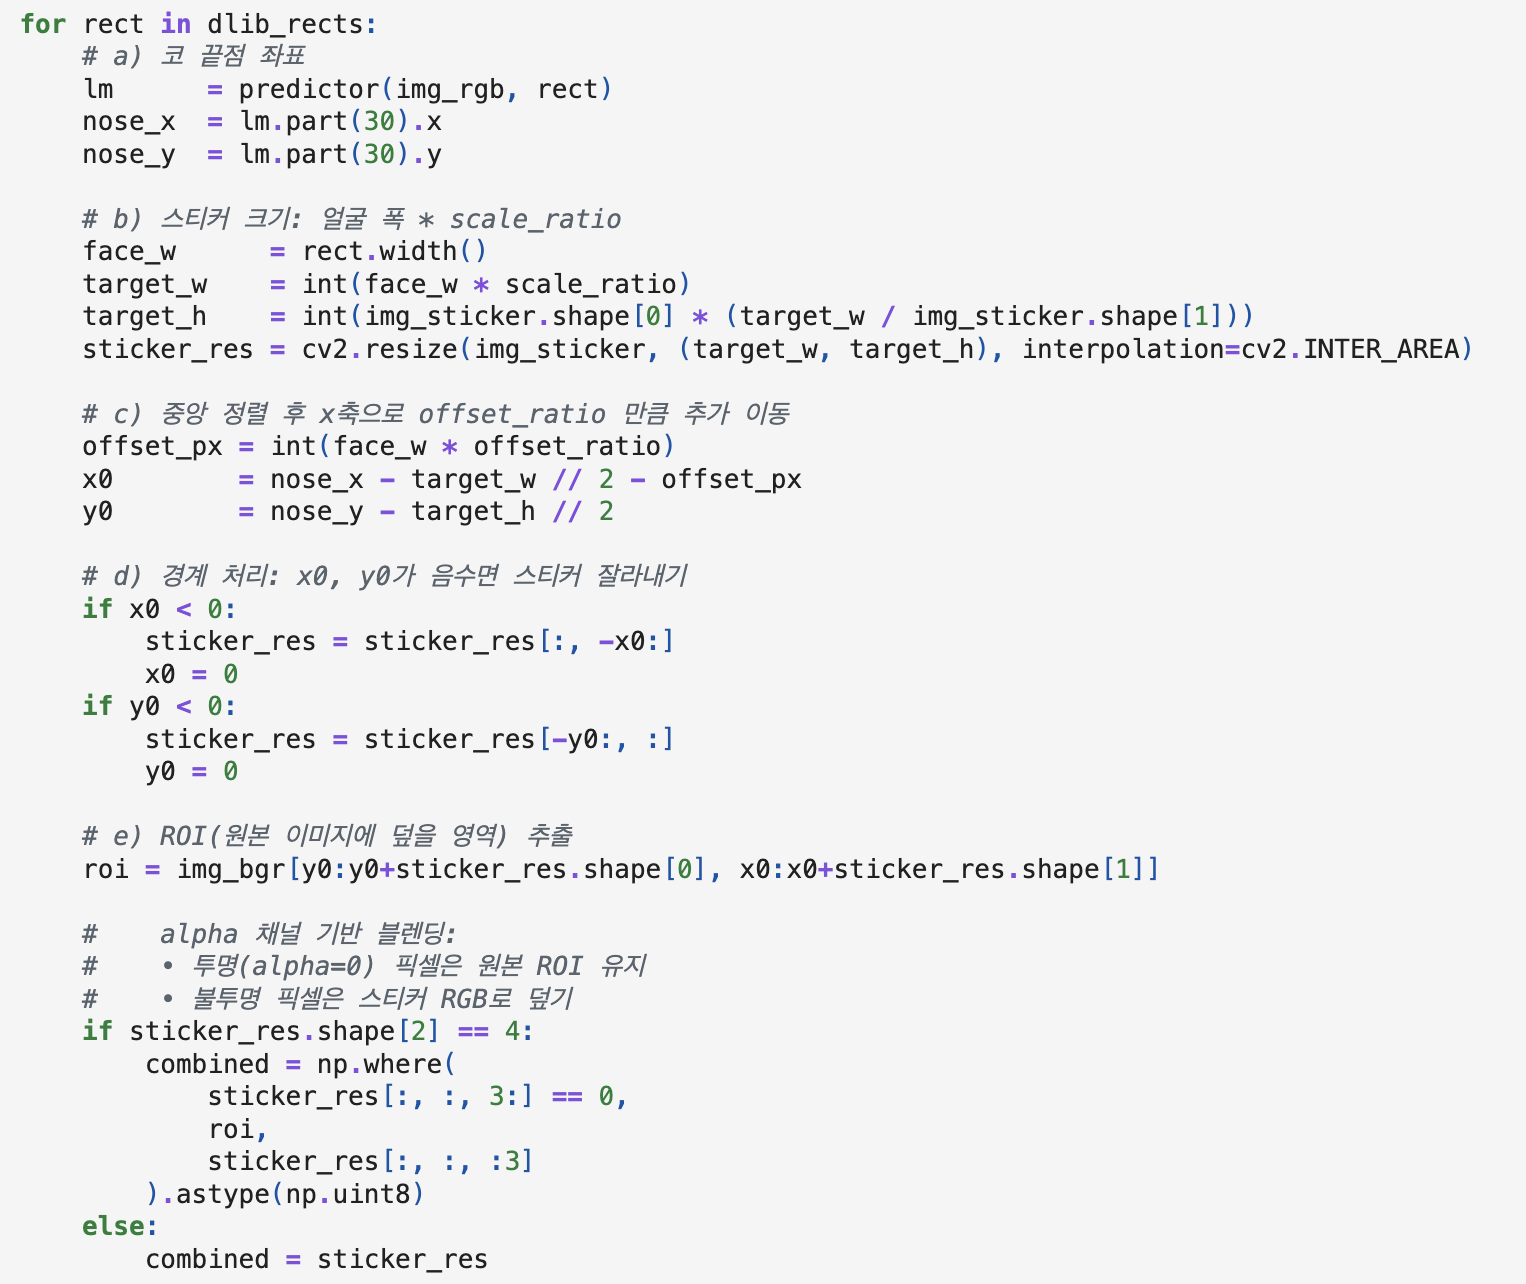 for rect in dlib_rects:
    # a) 코 끝점 좌표
    lm      = predictor(img_rgb, rect)
    nose_x  = lm.part(30).x
    nose_y  = lm.part(30).y

    # b) 스티커 크기: 얼굴 폭 * scale_ratio
    face_w      = rect.width()
    target_w    = int(face_w * scale_ratio)
    target_h    = int(img_sticker.shape[0] * (target_w / img_sticker.shape[1]))
    sticker_res = cv2.resize(img_sticker, (target_w, target_h), interpolation=cv2.INTER_AREA)

    # c) 중앙 정렬 후 x축으로 offset_ratio 만큼 추가 이동
    offset_px = int(face_w * offset_ratio)
    x0        = nose_x - target_w // 2 - offset_px
    y0        = nose_y - target_h // 2

    # d) 경계 처리: x0, y0가 음수면 스티커 잘라내기
    if x0 < 0:
        sticker_res = sticker_res[:, -x0:]
        x0 = 0
    if y0 < 0:
        sticker_res = sticker_res[-y0:, :]
        y0 = 0

    # e) ROI(원본 이미지에 덮을 영역) 추출
    roi = img_bgr[y0:y0+sticker_res.shape[0], x0:x0+sticker_res.shape[1]]

    #    alpha 채널 기반 블렌딩:
    #    • 투명(alpha=0) 픽셀은 원본 ROI 유지
    #    • 불투명 픽셀은 스티커 RGB로 덮기
    if sticker_res.shape[2] == 4:
        combined = np.where(
            sticker_res[:, :, 3:] == 0,
            roi,
            sticker_res[:, :, :3]
        ).astype(np.uint8)
    else:
        combined = sticker_res